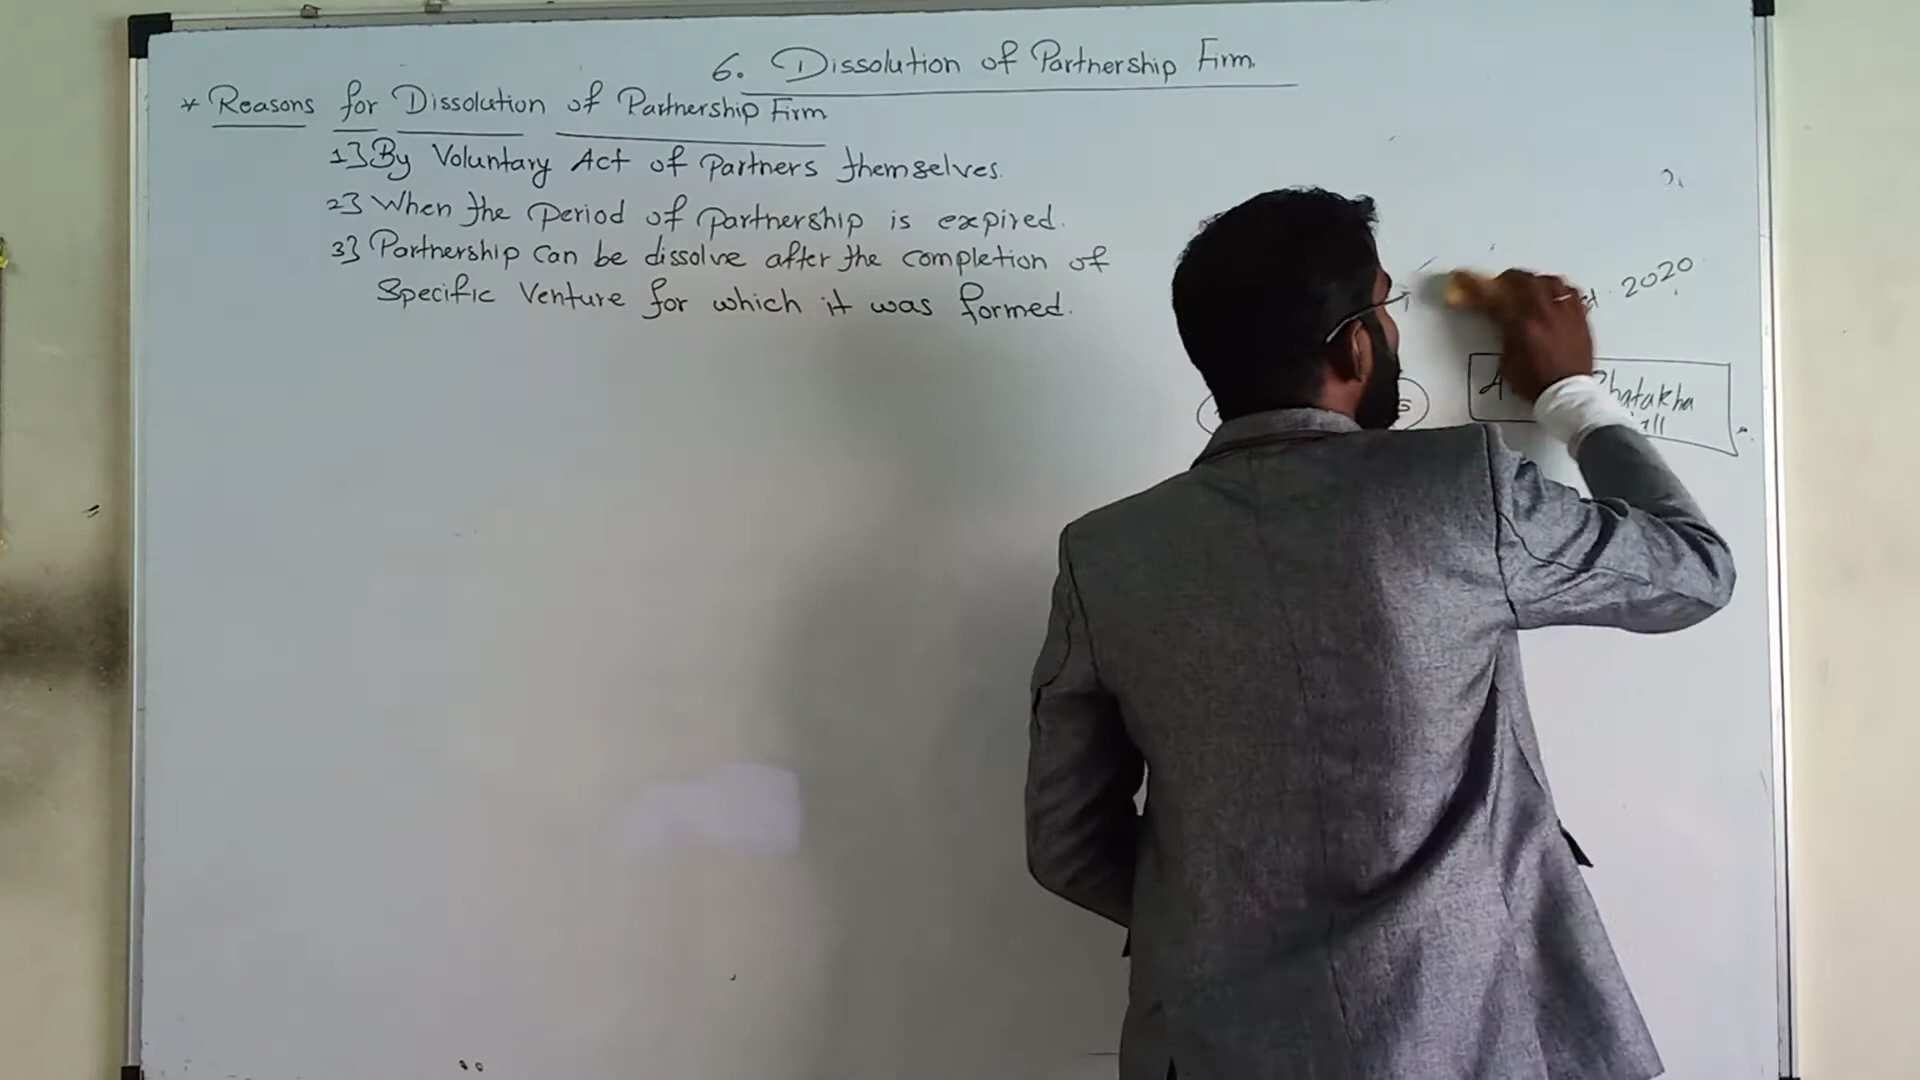 6. Dissolution of Partnership Firm.
* Reasons for Dissolution of Partnership Firm
1} By Voluntary Act of Partners themselves.
2} When the period of partnership is expired.
3} Partnership can be dissolve after the completion of
Specific Venture for which it was formed.
2020
A